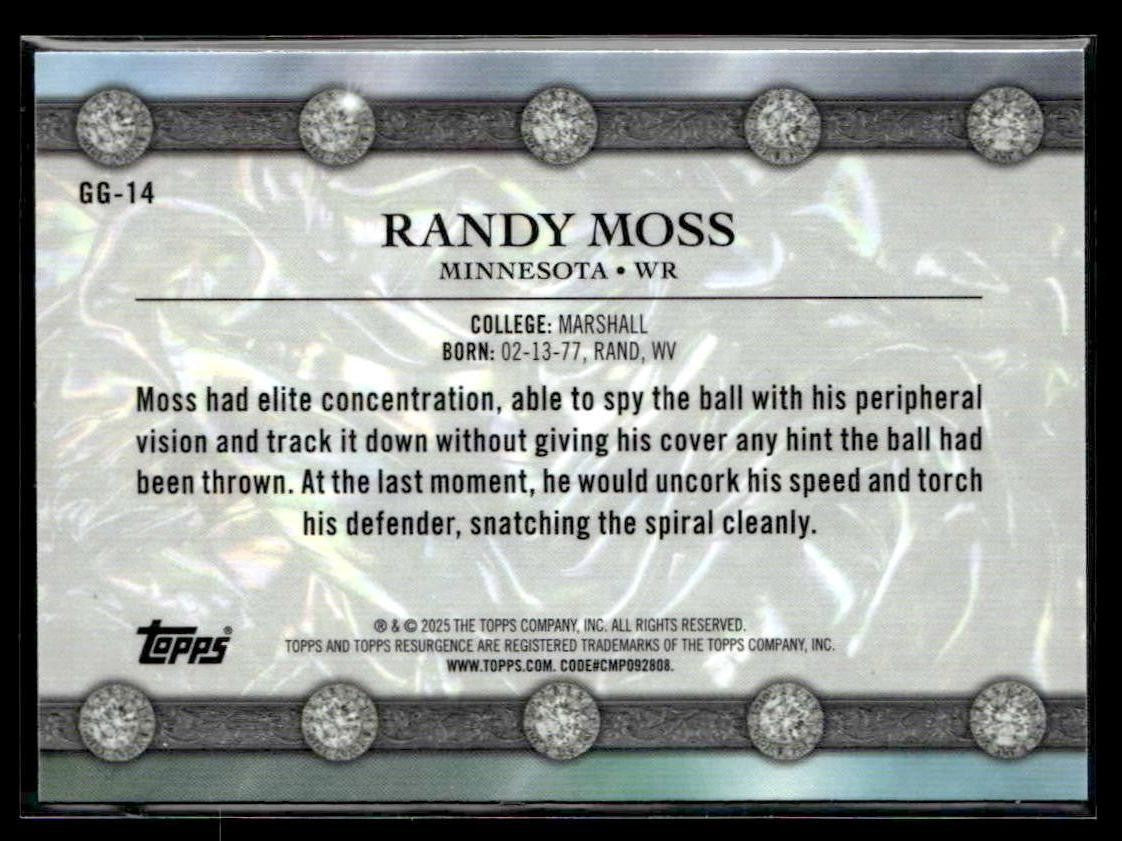 GG-14
RANDY MOSS
MINNESOTA • WR
COLLEGE: MARSHALL
BORN: 02-13-77, RAND, WV
Moss had elite concentration, able to spy the ball with his peripheral
vision and track it down without giving his cover any hint the ball had
been thrown. At the last moment, he would uncork his speed and torch
his defender, snatching the spiral cleanly.
topps®
® & © 2025 THE TOPPS COMPANY, INC. ALL RIGHTS RESERVED.
TOPPS AND TOPPS RESURGENCE ARE REGISTERED TRADEMARKS OF THE TOPPS COMPANY, INC.
WWW.TOPPS.COM. CODE#CMP092808.